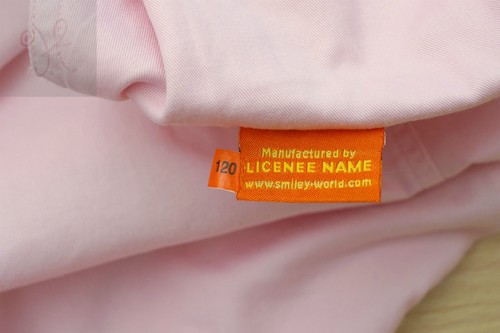 Manufactured by
LICENEE NAME
www.smiley-world.com
120